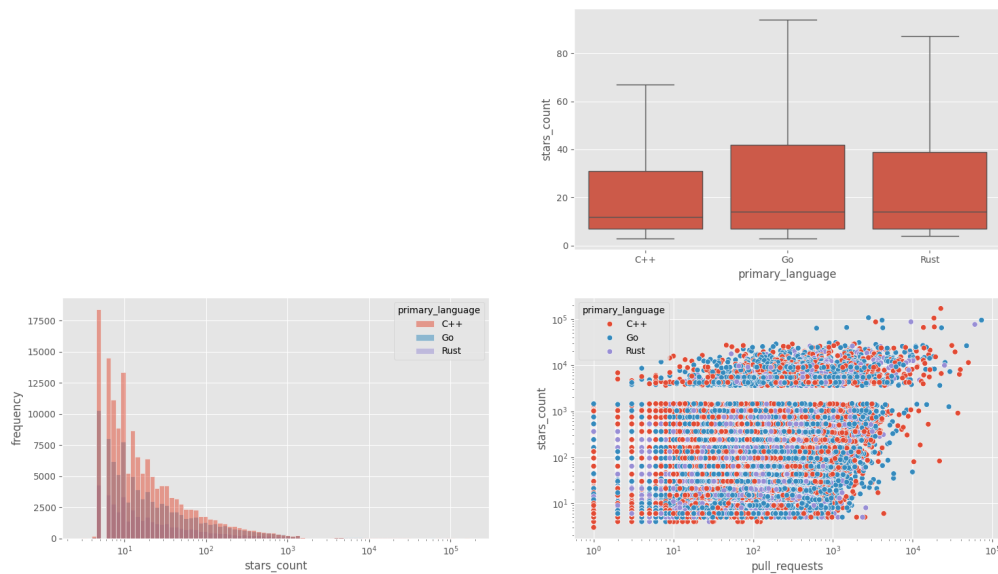 80
60
40
20
0
stars_count
C++
Go
Rust
primary_language
17500
15000
12500
10000
7500
5000
2500
0
frequency
10¹
10²
10³
10⁴
10⁵
stars_count
primary_language
C++
Go
Rust
10⁵
10⁴
10³
10²
10¹
stars_count
10⁰
10¹
10²
10³
10⁴
10⁵
pull_requests
primary_language
C++
Go
Rust